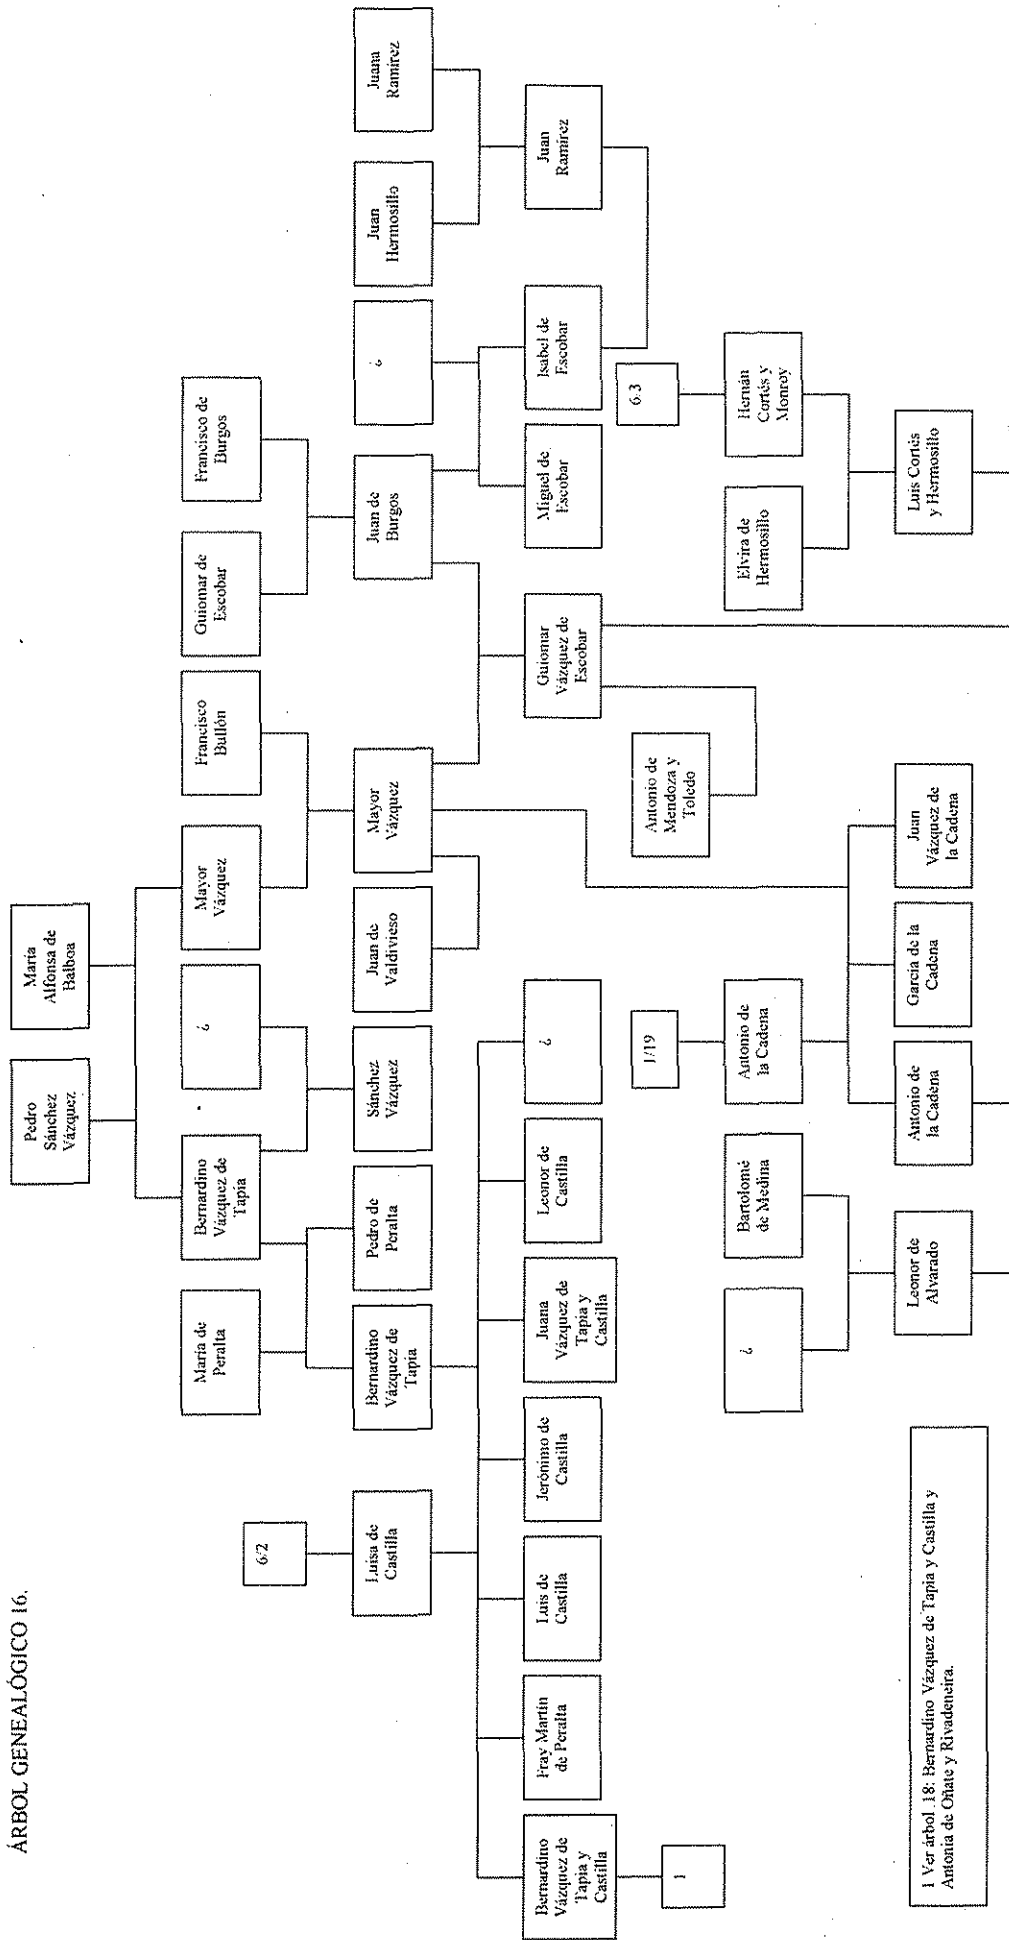 ÁRBOL GENEALÓGICO 16.
Pedro
Sánchez
Vázquez
María
Alfonsa de
Balboa
María de
Peralta
Bernardino
Vázquez de
Tapia
¿
Mayor
Vázquez
Francisco
Bullón
Guiomar de
Escobar
Francisco de
Burgos
6/2
Luisa de
Castilla
Bernardino
Vázquez de
Tapia
Pedro de
Peralta
Sánchez
Vázquez
Juan de
Valdivieso
Mayor
Vázquez
Juan de
Burgos
¿
Juan
Hermosillo
Juana
Ramírez
Bernardino
Vázquez de
Tapia y
Castilla
Fray Martín
de Peralta
Luis de
Castilla
Jerónimo de
Castilla
Juana
Vázquez de
Tapia y
Castilla
Leonor de
Castilla
¿
Guiomar
Vázquez de
Escobar
Miguel de
Escobar
Isabel de
Escobar
Juan
Ramírez
1
1/19
Antonio de
Mendoza y
Toledo
6/3
¿
Bartolomé
de Medina
Antonio de
la Cadena
Elvira de
Hermosillo
Hernán
Cortés y
Monroy
1 Ver árbol 18: Bernardino Vázquez de Tapia y Castilla y
Antonia de Oñate y Rivadeneira.
Leonor de
Alvarado
Antonio de
la Cadena
García de la
Cadena
Juan
Vázquez de
la Cadena
Luis Cortés
y Hermosillo